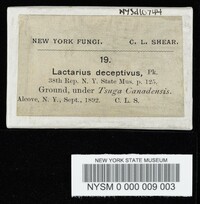 NYSd10744
NEW YORK FUNGI. C. L. SHEAR.
19.
Lactarius deceptivus, Pk.
38th Rep. N. Y. State Mus. p. 125.
Ground, under Tsuga Canadensis.
Alcove, N. Y., Sept., 1892. C. L. S.
NEW YORK STATE MUSEUM
NYSM 0 000 009 003